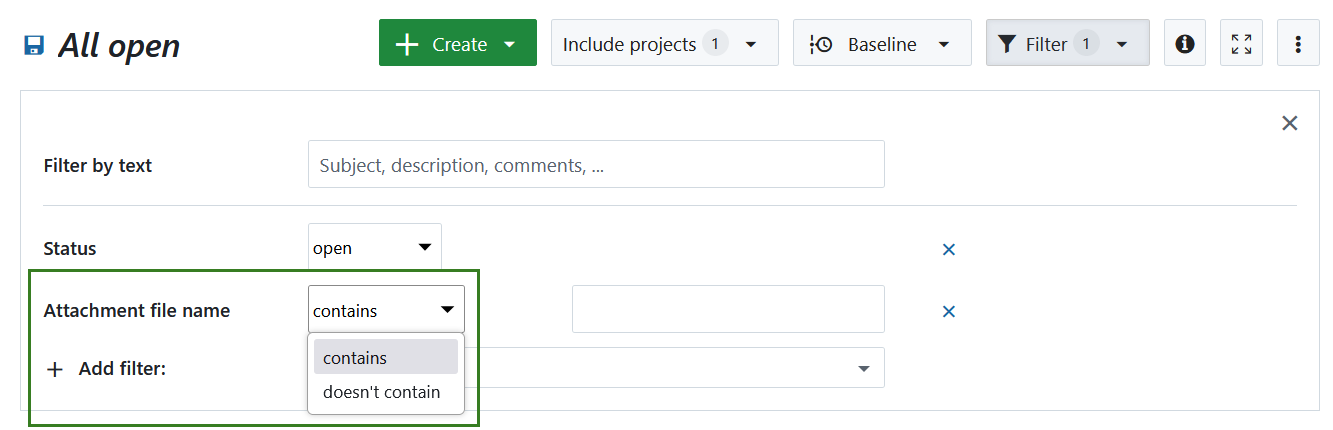 All open
Create
Include projects 1
Baseline
Filter 1
Filter by text
Subject, description, comments, ...
Status
open
Attachment file name
contains
contains
Add filter:
doesn't contain